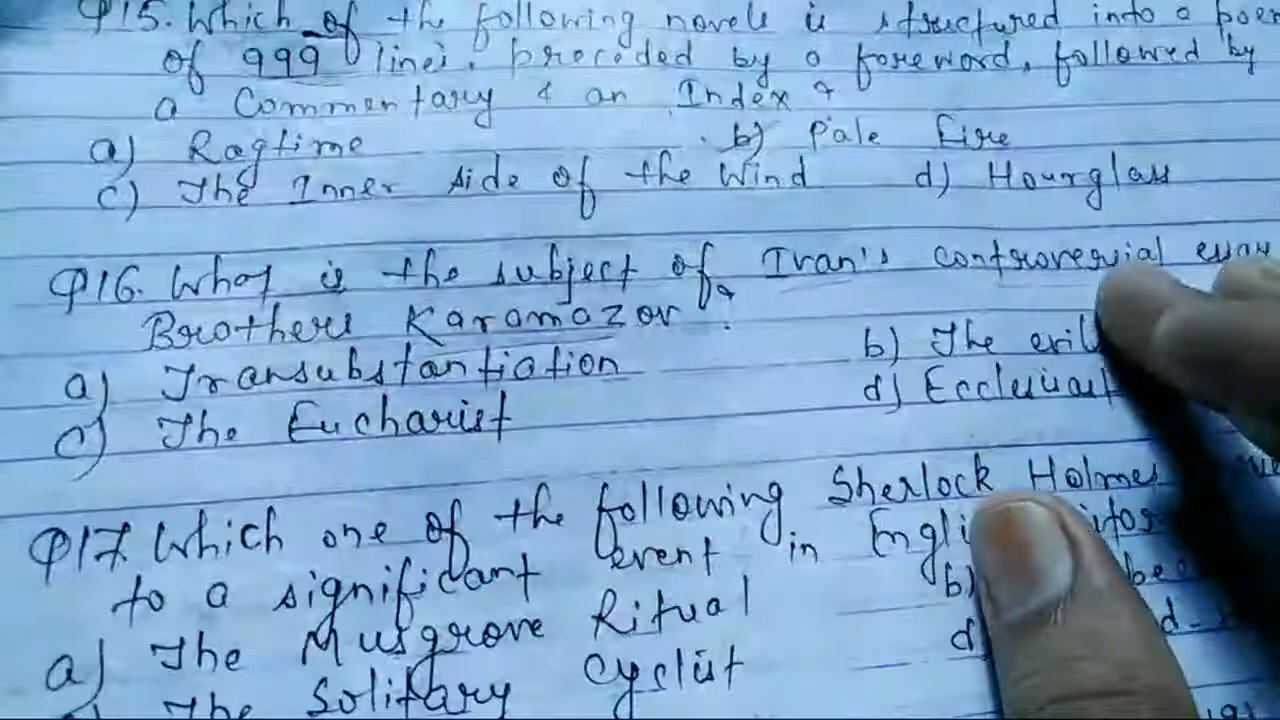 Q15. Which of the following novels is structured into a poem
of 999 lines, preceded by a foreword, followed by
a Commentary & an Index?
a) Ragtime b) Pale Fire
c) The Inner side of the Wind d) Hourglass
Q16. What is the subject of Ivan's controversial essay
Brothers Karamazov?
a) Transubstantiation b) The evil
c) The Eucharist d) Ecclesiast
Q17. Which one of the following Sherlock Holmes
to a significant event in Engli
a) The Musgrove Ritual b)
The Solitary Cyclist d)